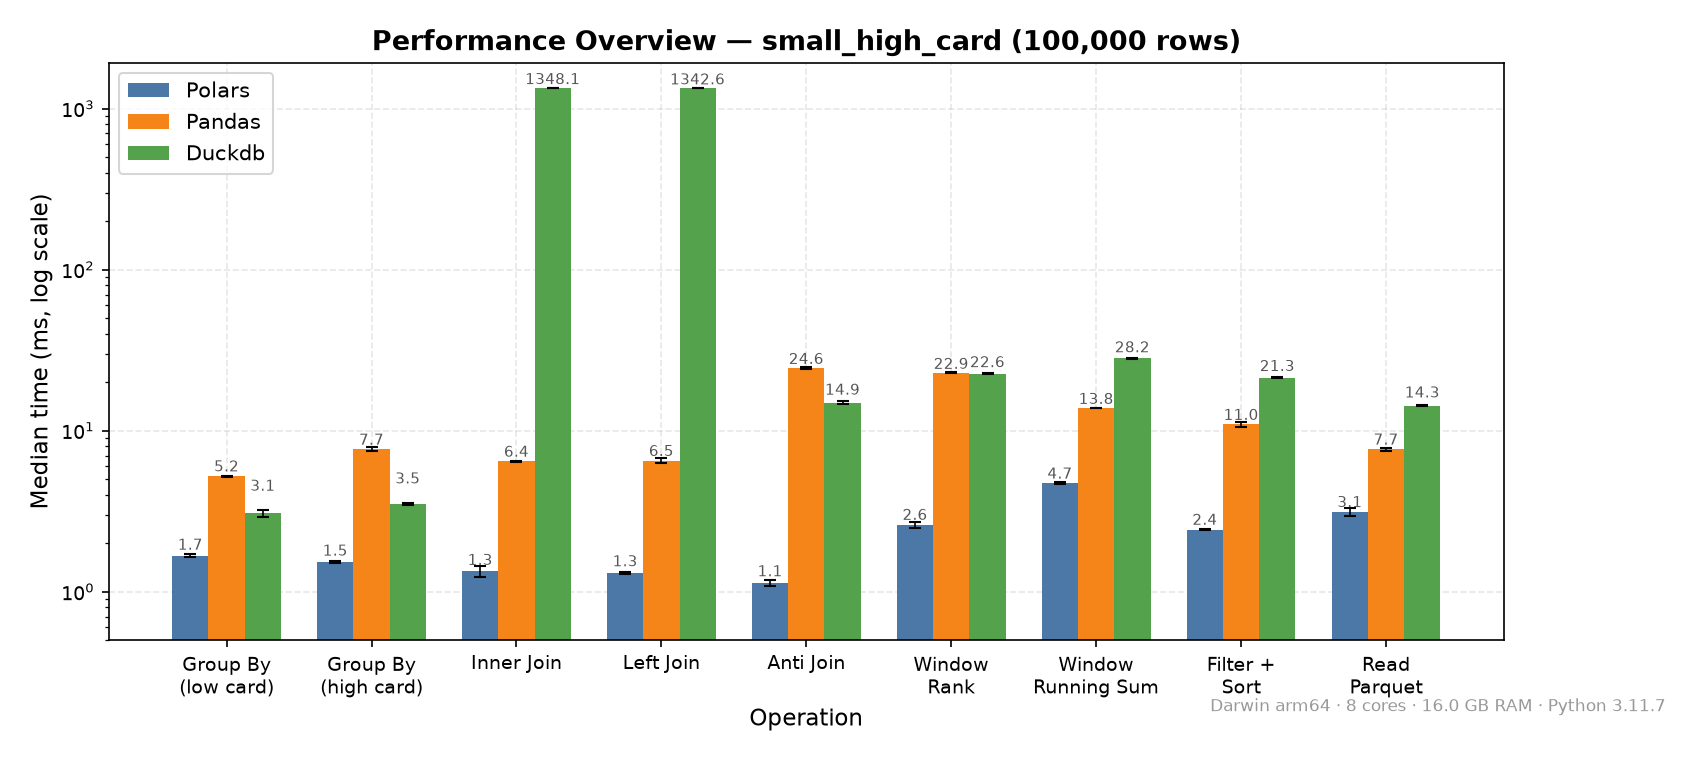 Performance Overview — small_high_card (100,000 rows)
Polars
Pandas
Duckdb
Median time (ms, log scale)
10³
10²
10¹
10⁰
1.7
5.2
3.1
1.5
7.7
3.5
1.3
6.4
1348.1
1.3
6.5
1342.6
1.1
24.6
14.9
2.6
22.9
22.6
4.7
13.8
28.2
2.4
11.0
21.3
3.1
7.7
14.3
Group By
(low card)
Group By
(high card)
Inner Join
Left Join
Anti Join
Window
Rank
Window
Running Sum
Filter +
Sort
Read
Parquet
Operation
Darwin arm64 · 8 cores · 16.0 GB RAM · Python 3.11.7